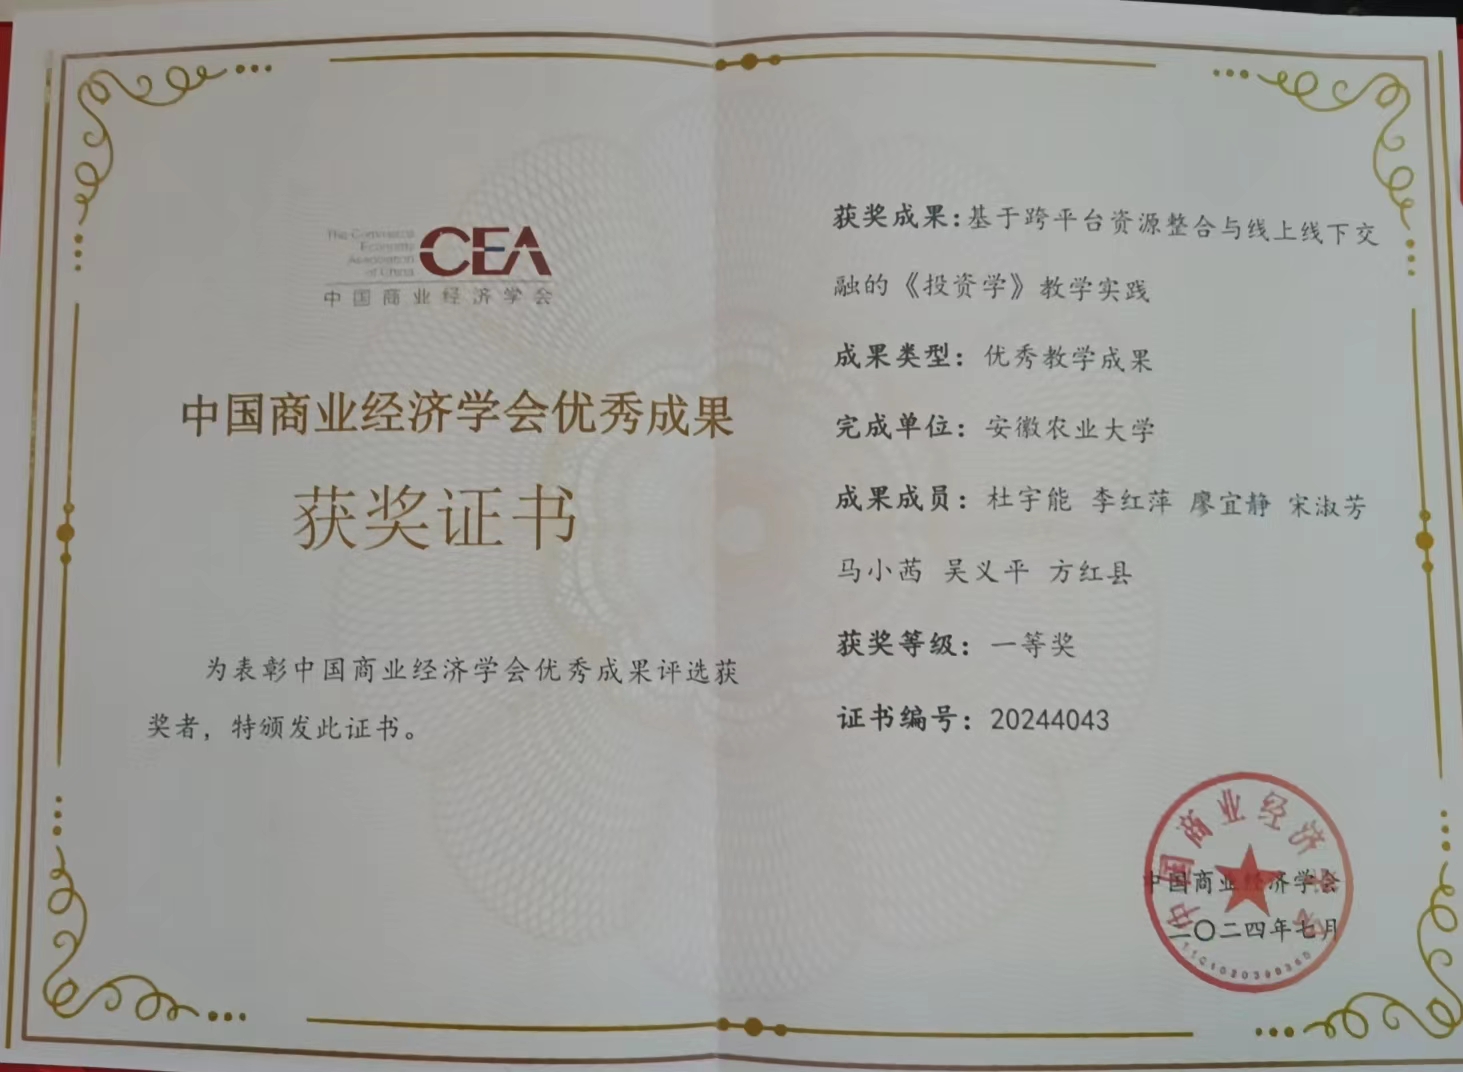 The Commerce
Economy
Association
of China
CEA
中国商业经济学会
中国商业经济学会优秀成果
获奖证书
为表彰中国商业经济学会优秀成果评选获
奖者，特颁发此证书。
获奖成果:基于跨平台资源整合与线上线下交
融的《投资学》教学实践
成果类型：优秀教学成果
完成单位：安徽农业大学
成果成员：杜宇能 李红萍 廖宜静 宋淑芳
马小茜 吴义平 方红县
获奖等级：一等奖
证书编号：20244043
中国商业经济学会
中国商业经济学会
二〇二四年七月